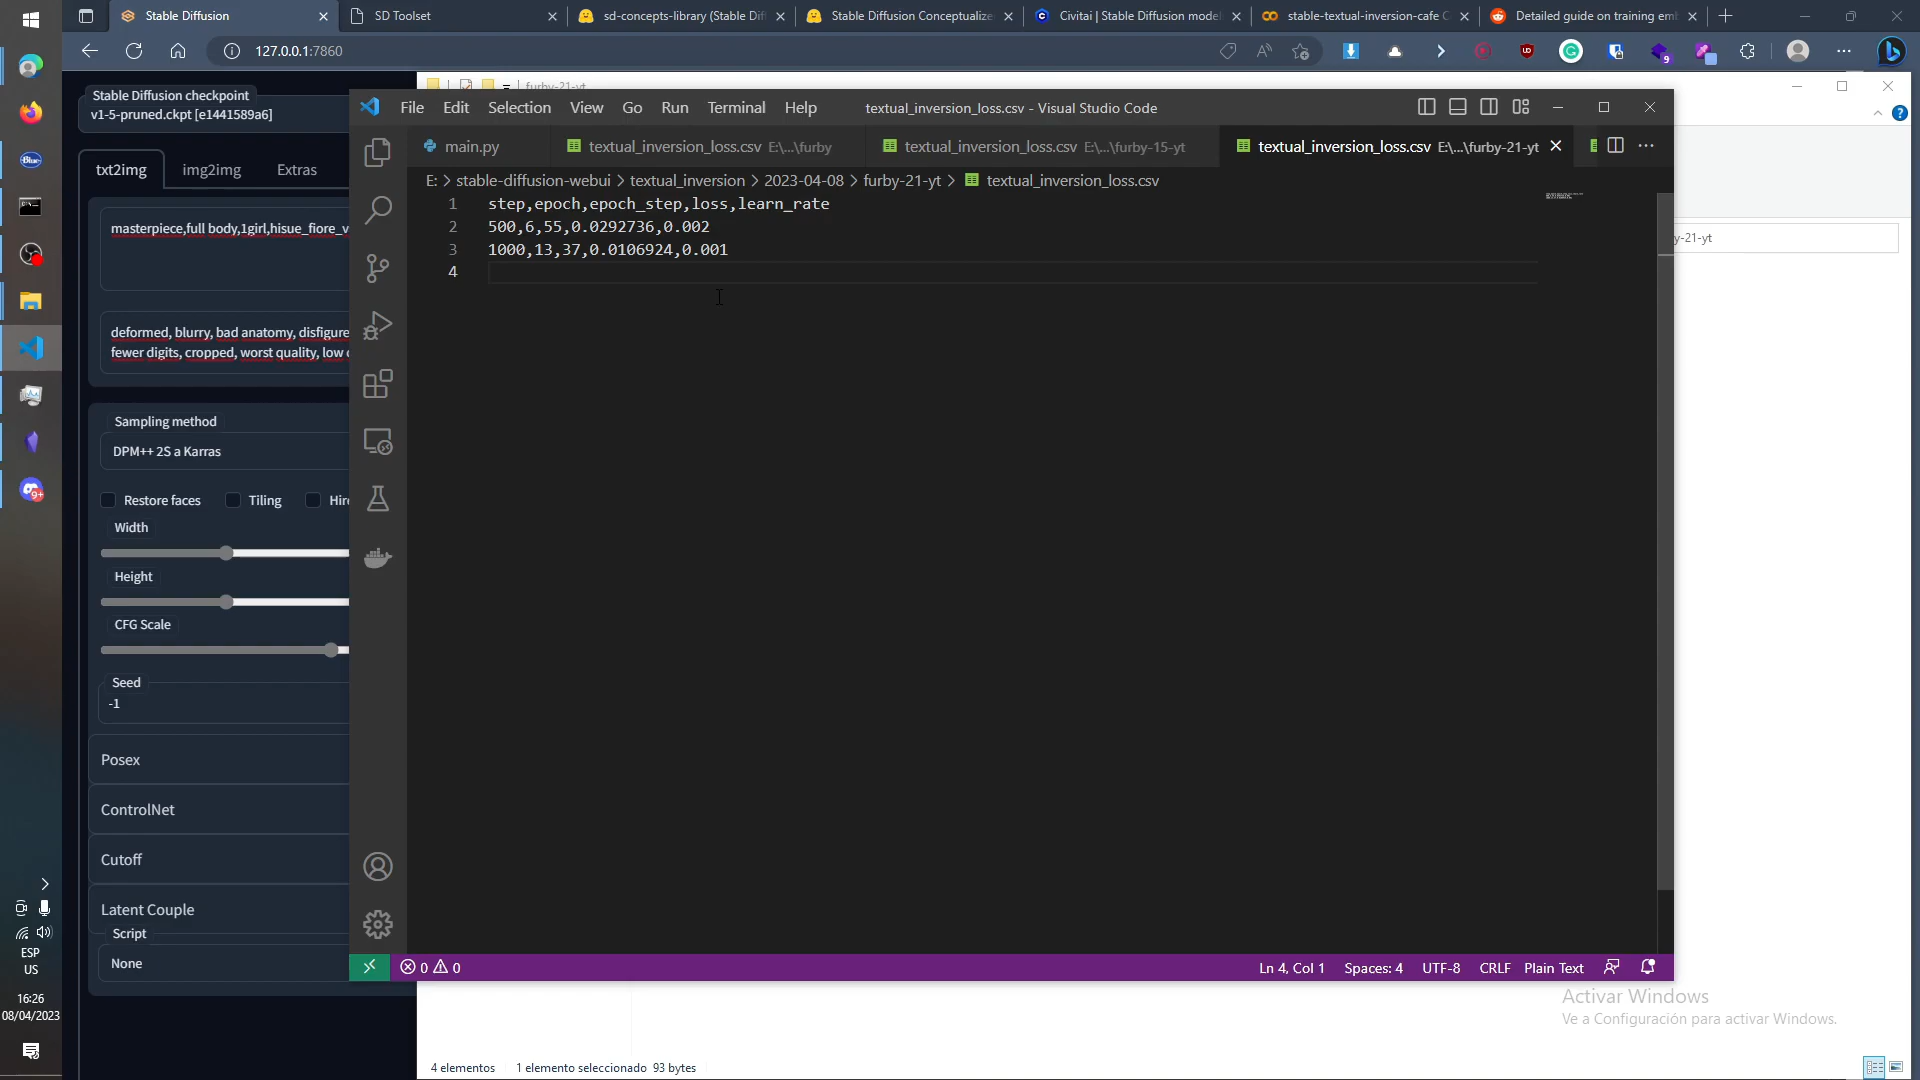 Stable Diffusion
SD Toolset
sd-concepts-library (Stable Dif
Stable Diffusion Conceptualize
Civitai | Stable Diffusion model
stable-textual-inversion-cafe C
Detailed guide on training em
127.0.0.1:7860
Stable Diffusion checkpoint
v1-5-pruned.ckpt [e1441589a6]
txt2img
img2img
Extras
masterpiece,full body,1girl,hisue_fiore_v
deformed, blurry, bad anatomy, disfigure
fewer digits, cropped, worst quality, low
Sampling method
DPM++ 2S a Karras
Restore faces
Tiling
Width
Height
CFG Scale
Seed
-1
Posex
ControlNet
Cutoff
Latent Couple
Script
None
furby-21-yt
File Edit Selection View Go Run Terminal Help
textual_inversion_loss.csv - Visual Studio Code
main.py
textual_inversion_loss.csv E:\...\furby
textual_inversion_loss.csv E:\...\furby-15-yt
textual_inversion_loss.csv E:\...\furby-21-yt
E: > stable-diffusion-webui > textual_inversion > 2023-04-08 > furby-21-yt > textual_inversion_loss.csv
1 step,epoch,epoch_step,loss,learn_rate
2 500,6,55,0.0292736,0.002
3 1000,13,37,0.0106924,0.001
4
0 0
Ln 4, Col 1 Spaces: 4 UTF-8 CRLF Plain Text
y-21-yt
Activar Windows
Ve a Configuración para activar Windows.
4 elementos 1 elemento seleccionado 93 bytes
Blue
9+
9
ESP
US
16:26
08/04/2023